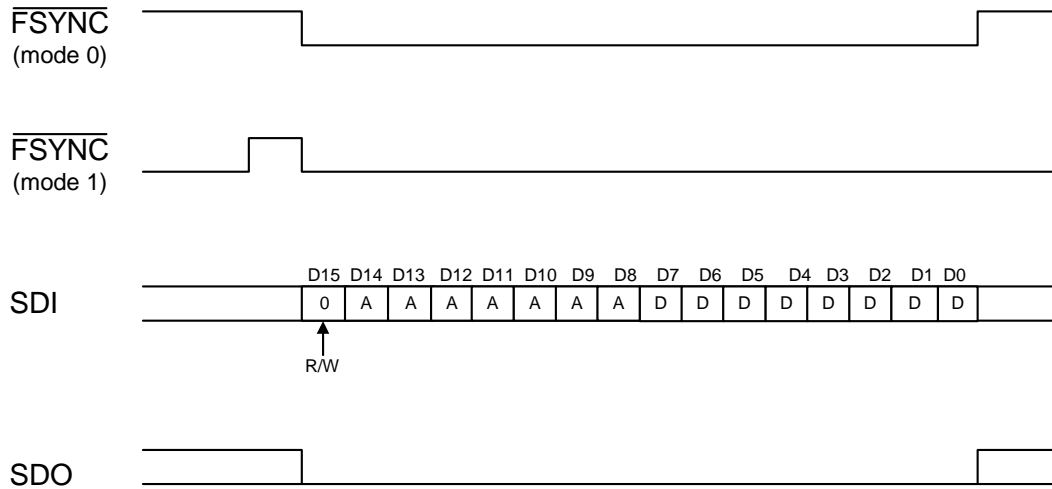 FSYNC
(mode 0)
FSYNC
(mode 1)
D15 D14 D13 D12 D11 D10 D9 D8 D7 D6 D5 D4 D3 D2 D1 D0
SDI 0 A A A A A A A D D D D D D D D
R/W
SDO